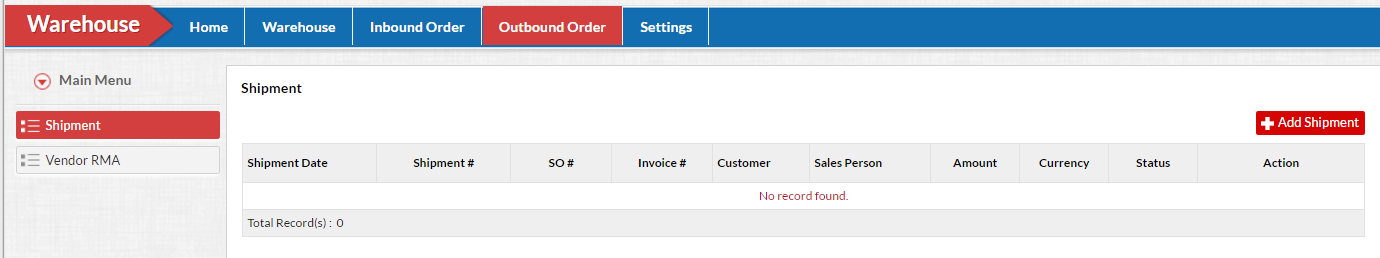 Warehouse Home Warehouse Inbound Order Outbound Order Settings
Main Menu
Shipment
Vendor RMA
Shipment
Add Shipment
Shipment Date Shipment # SO # Invoice # Customer Sales Person Amount Currency Status Action
No record found.
Total Record(s) : 0